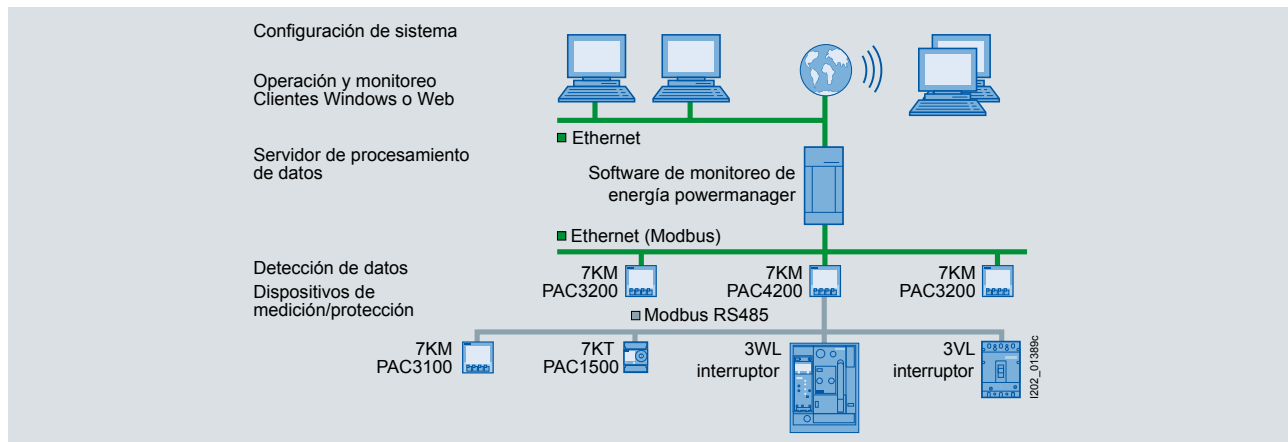 Configuración de sistema
Operación y monitoreo
Clientes Windows o Web
Ethernet
Servidor de procesamiento
de datos
Software de monitoreo de
energía powermanager
Ethernet (Modbus)
Detección de datos
Dispositivos de
medición/protección
7KM
PAC3200
7KM
PAC4200
7KM
PAC3200
Modbus RS485
7KM
PAC3100
7KT
PAC1500
3WL
interruptor
3VL
interruptor
I202_01389c